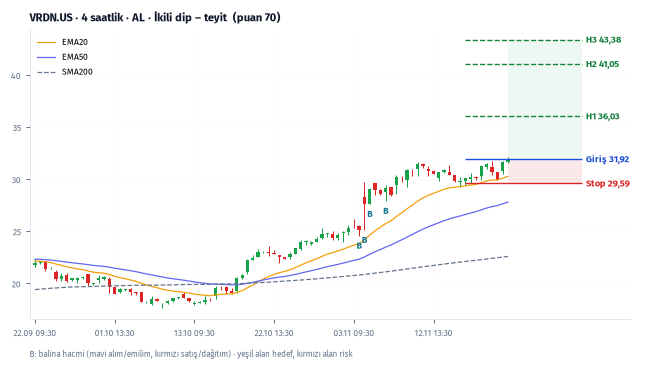 VRDN.US · 4 saatlik · AL · İkili dip – teyit (puan 70)
EMA20
EMA50
SMA200
H3 43,38
H2 41,05
H1 36,03
Giriş 31,92
Stop 29,59
40
35
30
25
20
B
B
B
B
22.09 09:30
01.10 13:30
13.10 09:30
22.10 13:30
03.11 09:30
12.11 13:30
B: balina hacmi (mavi alım/emilim, kırmızı satış/dağıtım) · yeşil alan hedef, kırmızı alan risk